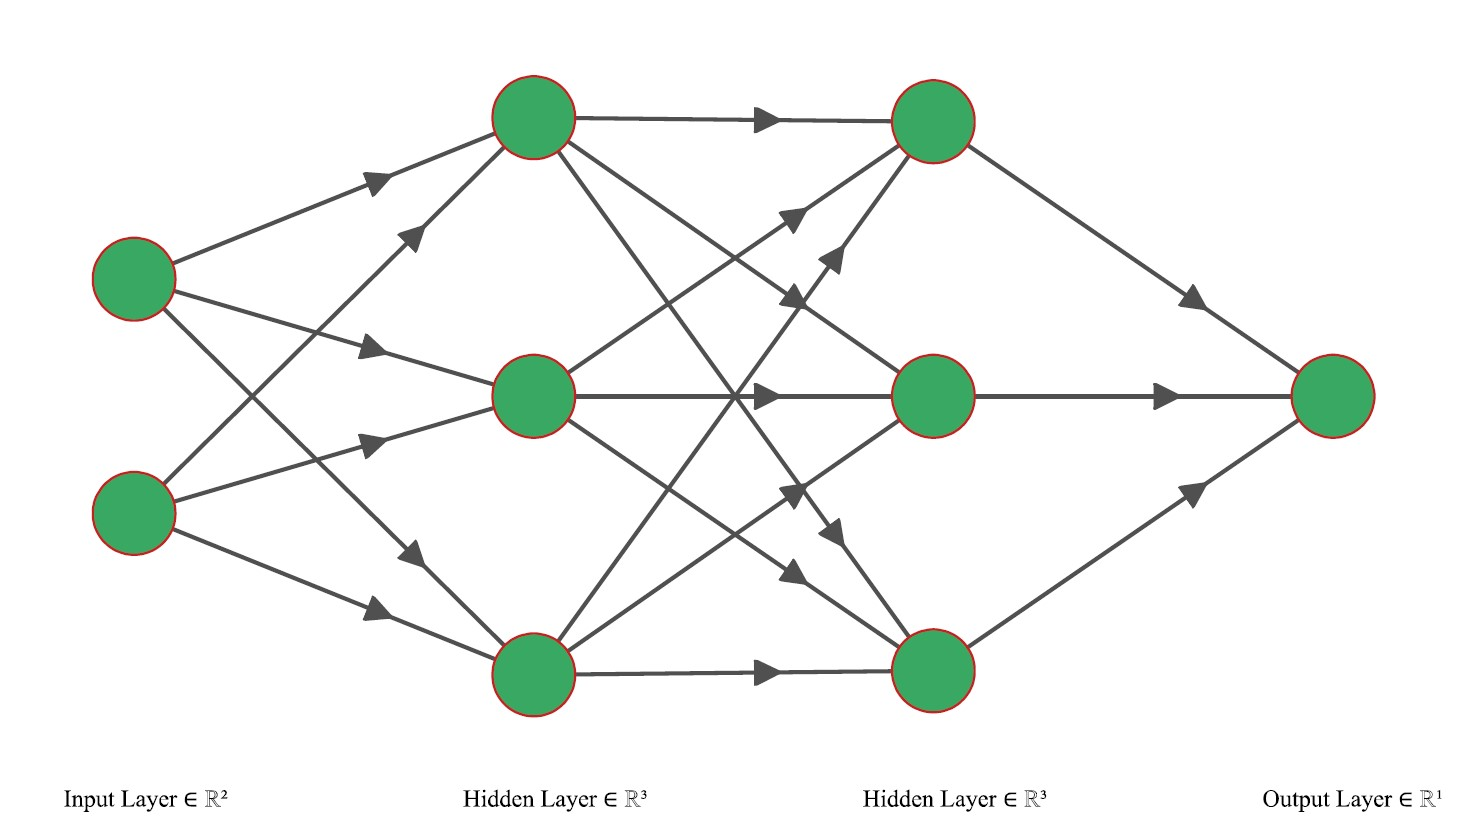 Input Layer ∈ ℝ² Hidden Layer ∈ ℝ³ Hidden Layer ∈ ℝ³ Output Layer ∈ ℝ¹